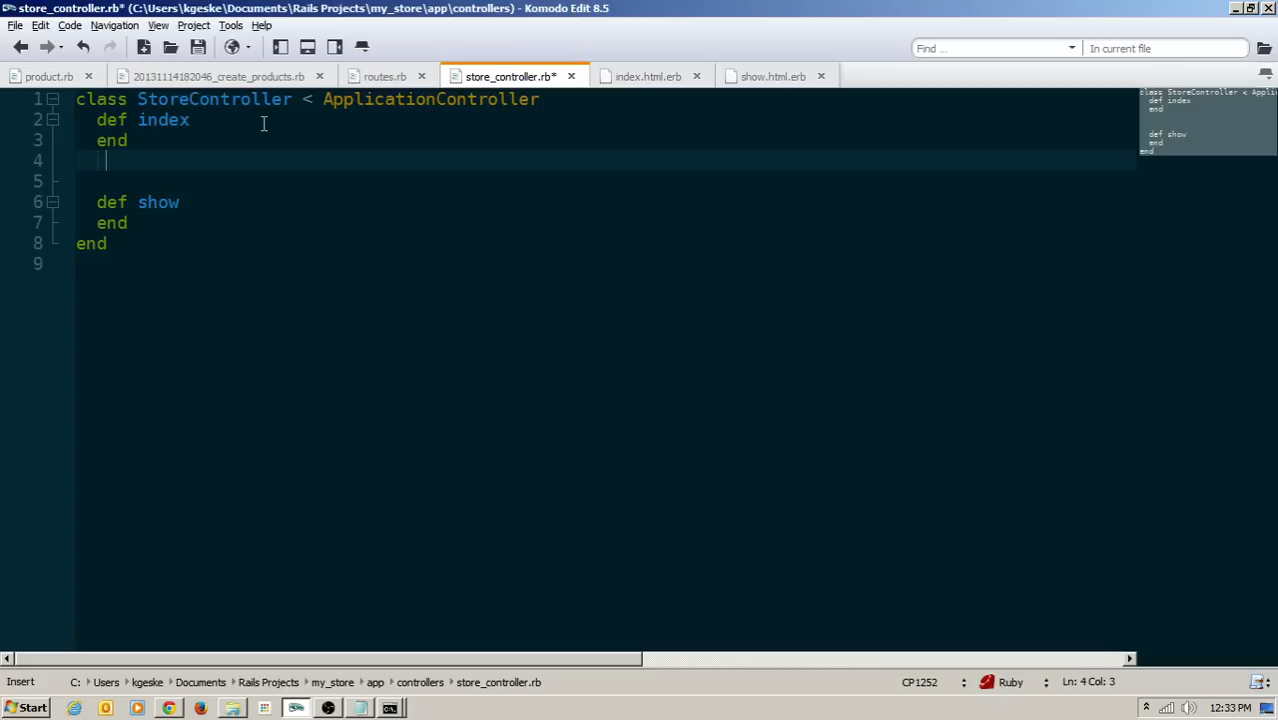 store_controller.rb* (C:\Users\kgeske\Documents\Rails Projects\my_store\app\controllers) - Komodo Edit 8.5
File Edit Code Navigation View Project Tools Help
Find ... In current file
product.rb 20131114182046_create_products.rb routes.rb store_controller.rb* index.html.erb show.html.erb
1 class StoreController < ApplicationController
2 def index
3 end
4
5
6 def show
7 end
8 end
9
class StoreController < Appli
def index
end
def show
end
end
Insert C: Users kgeske Documents Rails Projects my_store app controllers store_controller.rb CP1252 Ruby Ln: 4 Col: 3
Start 12:33 PM